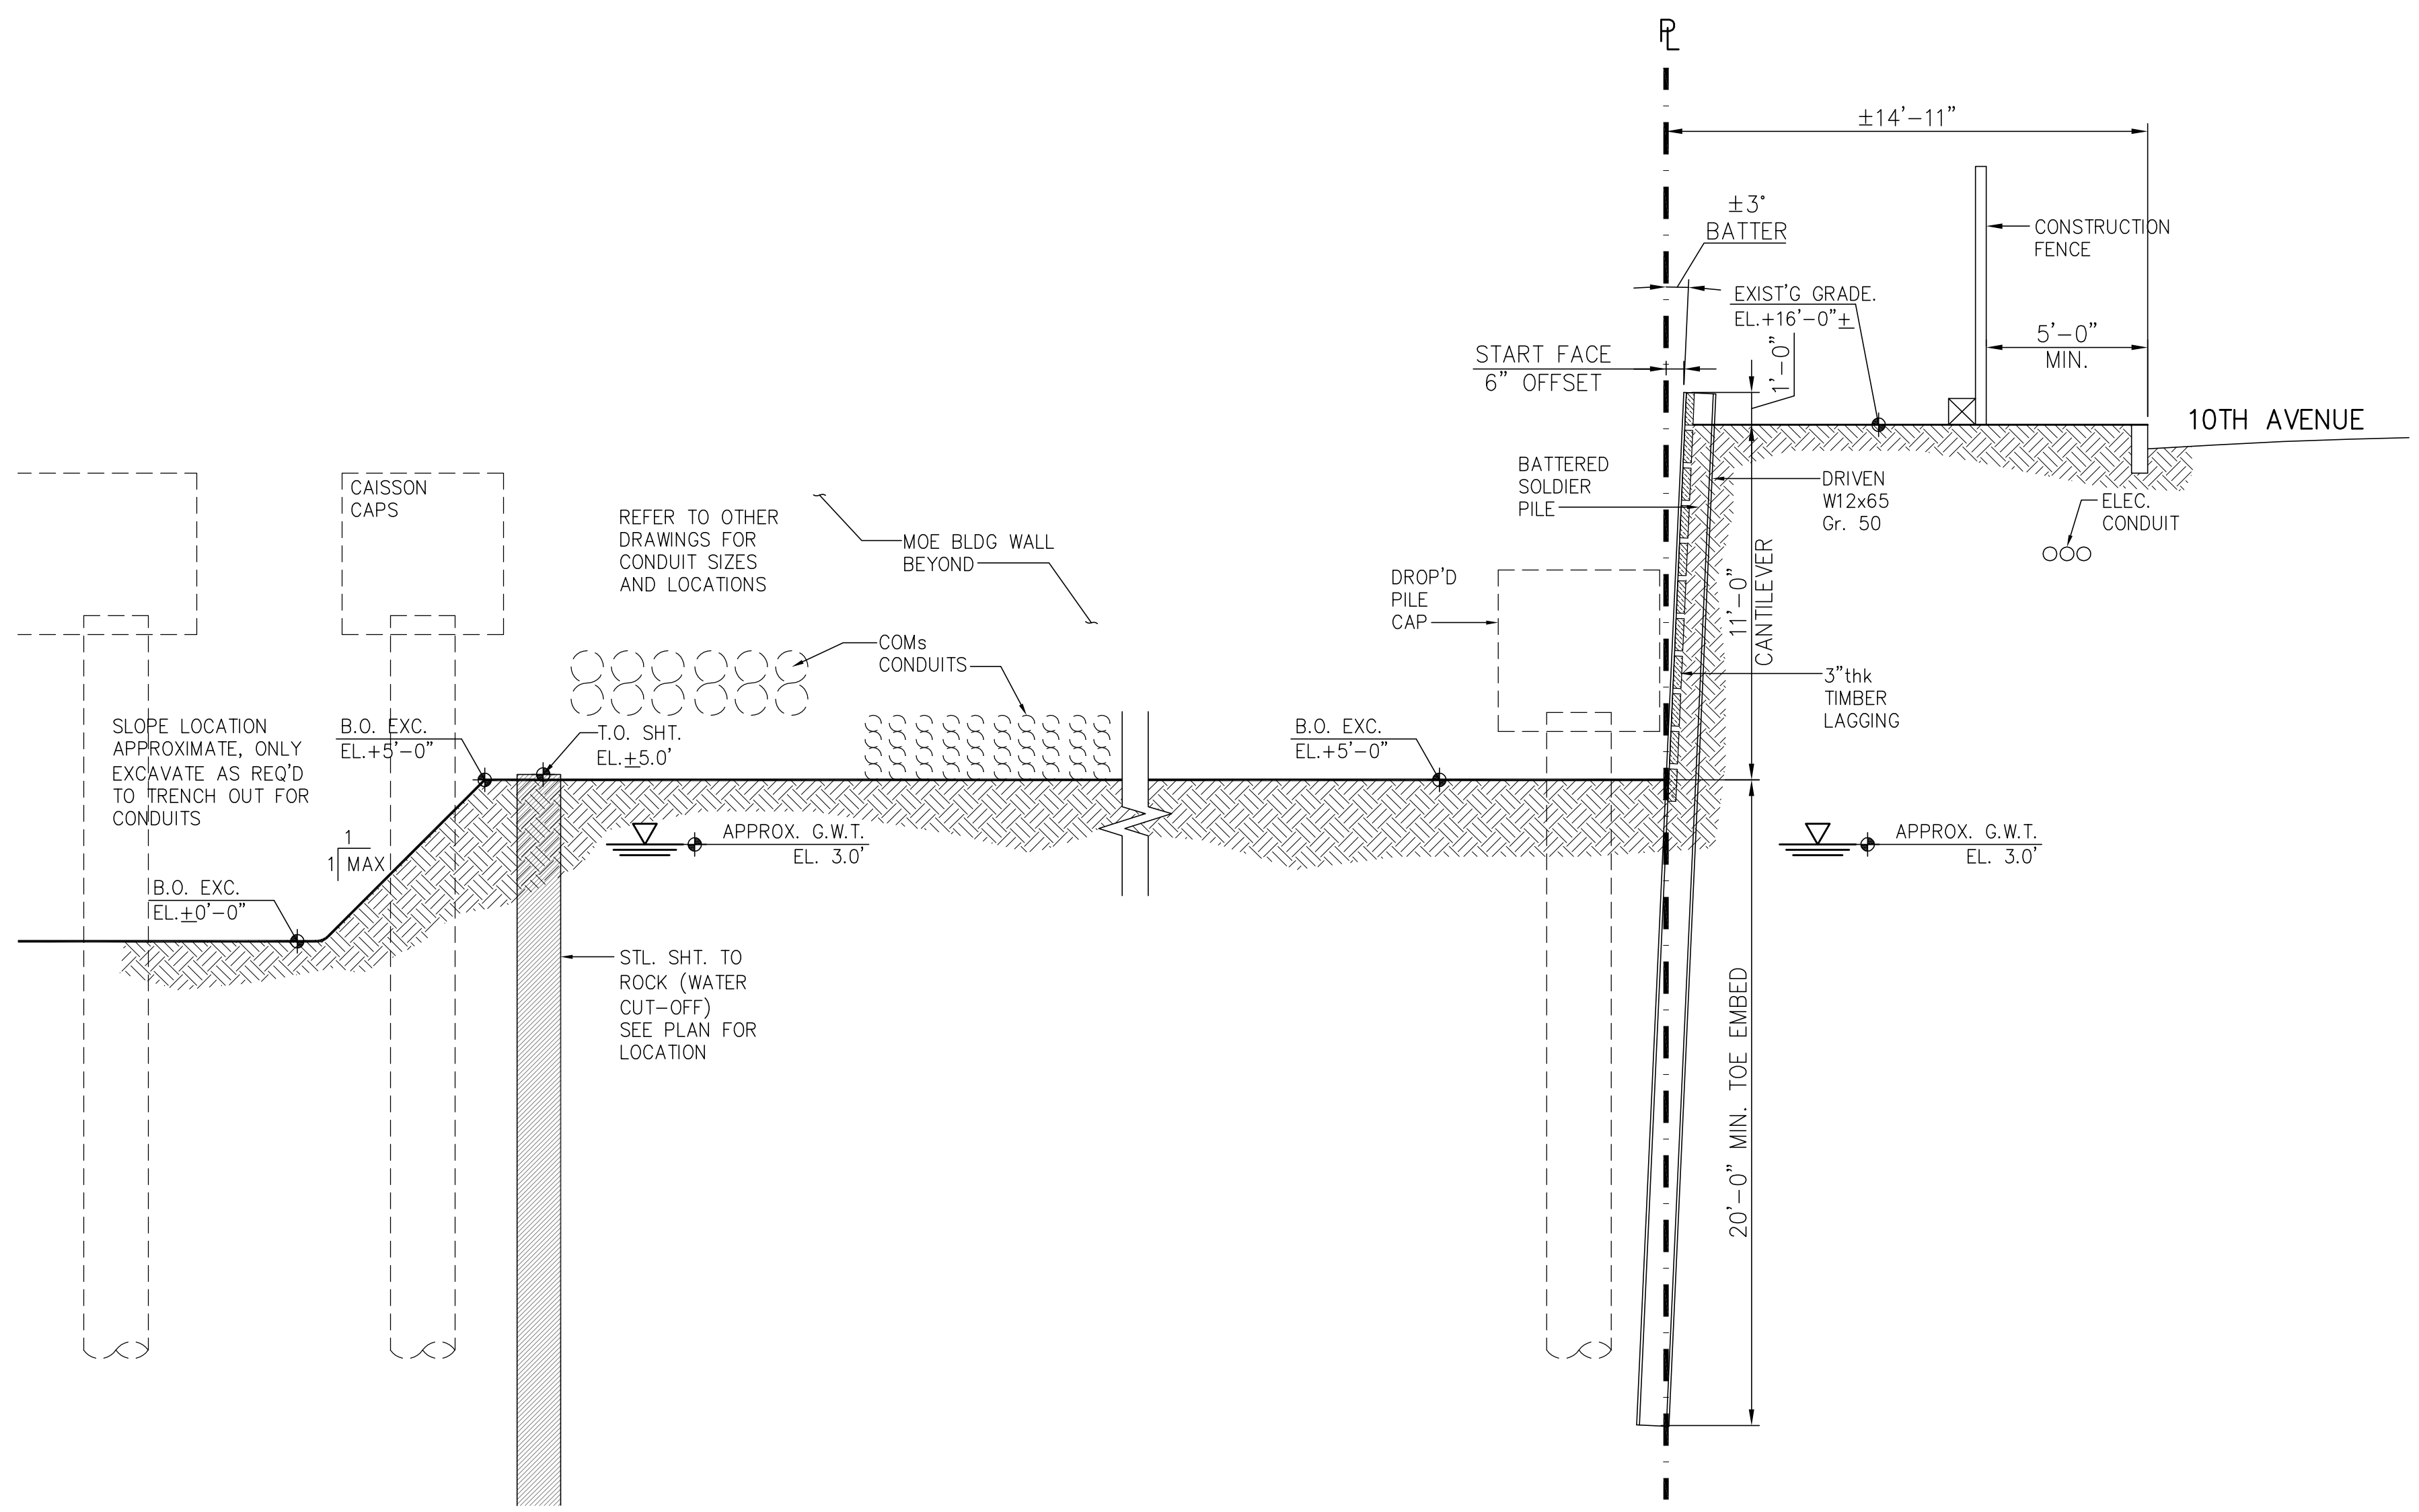 PL
±14'-11"
±3°
BATTER
CONSTRUCTION
FENCE
EXIST'G GRADE.
EL.+16'-0"±
5'-0"
MIN.
START FACE
6" OFFSET
1'-0"
10TH AVENUE
BATTERED
SOLDIER
PILE
DRIVEN
W12x65
Gr. 50
ELEC.
CONDUIT
CAISSON
CAPS
REFER TO OTHER
DRAWINGS FOR
CONDUIT SIZES
AND LOCATIONS
MOE BLDG WALL
BEYOND
DROP'D
PILE
CAP
11'-0"
CANTILEVER
COMs
CONDUITS
3"thk
TIMBER
LAGGING
SLOPE LOCATION
APPROXIMATE, ONLY
EXCAVATE AS REQ'D
TO TRENCH OUT FOR
CONDUITS
B.O. EXC.
EL.+5'-0"
T.O. SHT.
EL.±5.0'
B.O. EXC.
EL.+5'-0"
1
1 MAX
APPROX. G.W.T.
EL. 3.0'
APPROX. G.W.T.
EL. 3.0'
B.O. EXC.
EL.±0'-0"
STL. SHT. TO
ROCK (WATER
CUT-OFF)
SEE PLAN FOR
LOCATION
20'-0" MIN. TOE EMBED